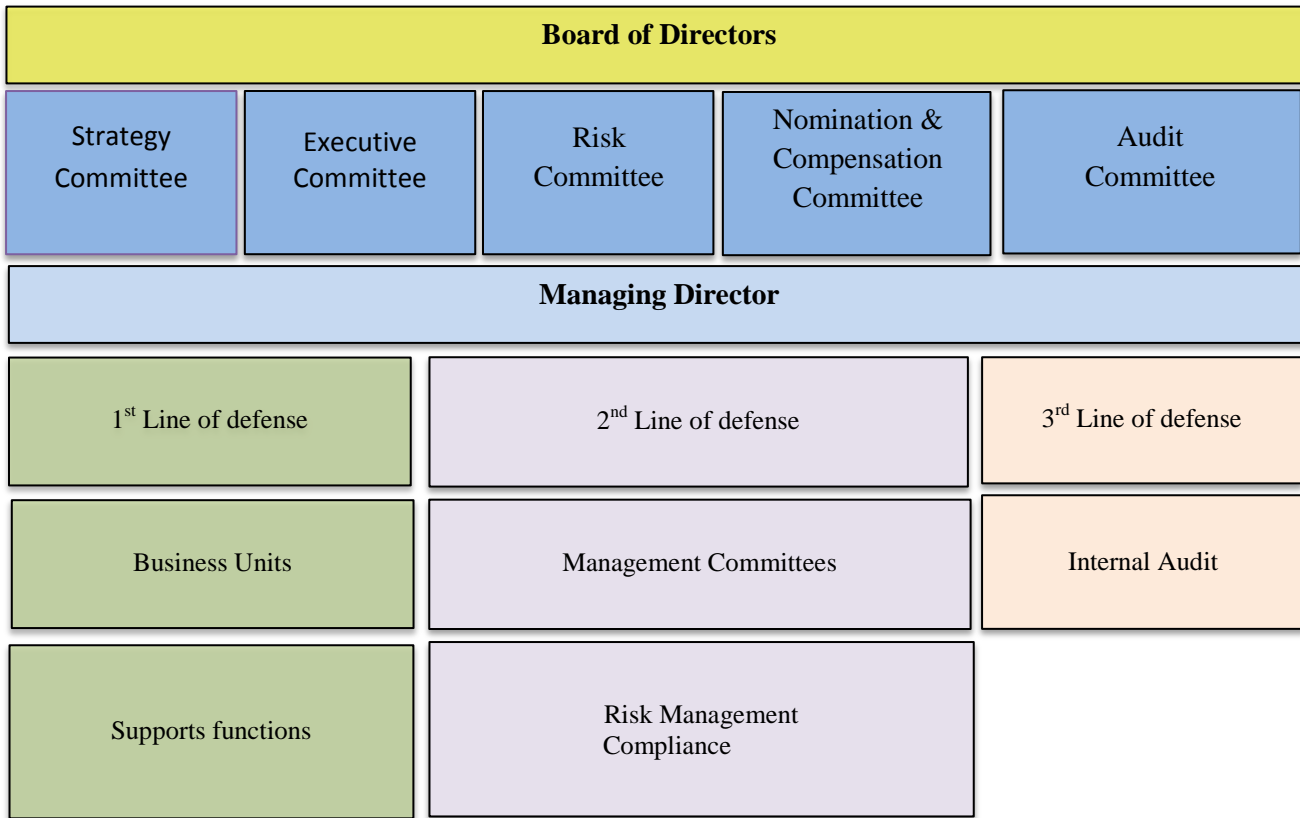 Board of Directors
Strategy
Committee
Executive
Committee
Risk
Committee
Nomination &
Compensation
Committee
Audit
Committee
Managing Director
1st Line of defense
2nd Line of defense
3rd Line of defense
Business Units
Management Committees
Internal Audit
Supports functions
Risk Management
Compliance